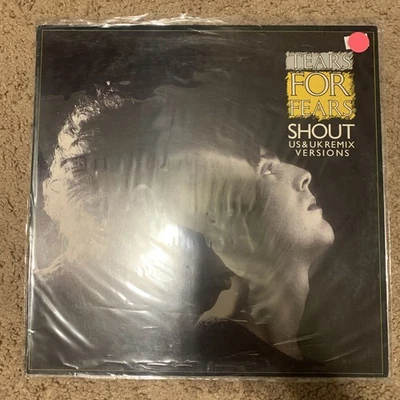 TEARS
FOR
FEARS
SHOUT
US & UK REMIX
VERSIONS